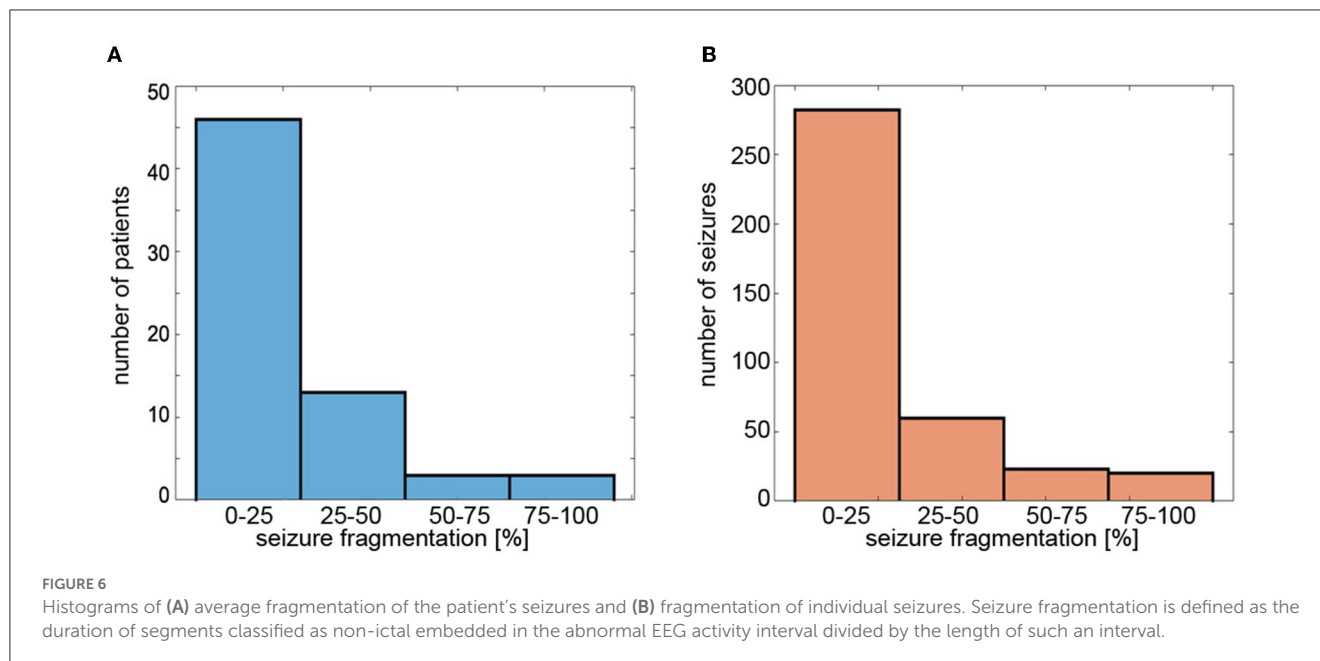 A
50
40
30
20
10
0
number of patients
0-25 25-50 50-75 75-100
seizure fragmentation [%]
B
300
250
200
150
100
50
0
number of seizures
0-25 25-50 50-75 75-100
seizure fragmentation [%]
FIGURE 6
Histograms of (A) average fragmentation of the patient's seizures and (B) fragmentation of individual seizures. Seizure fragmentation is defined as the
duration of segments classified as non-ictal embedded in the abnormal EEG activity interval divided by the length of such an interval.